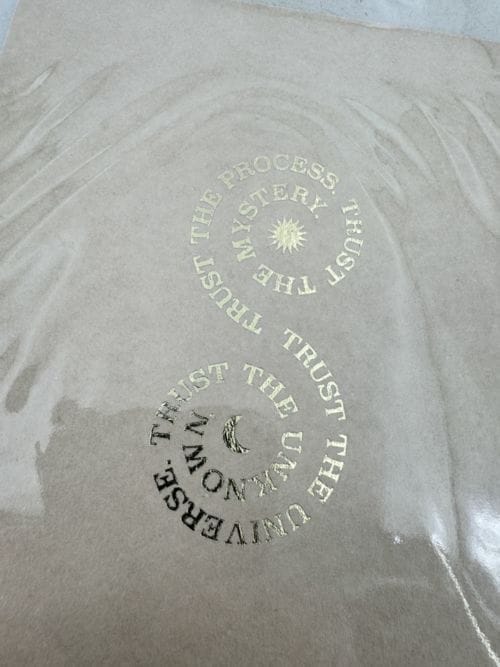 TRUST THE PROCESS. TRUST THE MYSTERY.
TRUST THE UNIVERSE. TRUST THE UNKNOWN